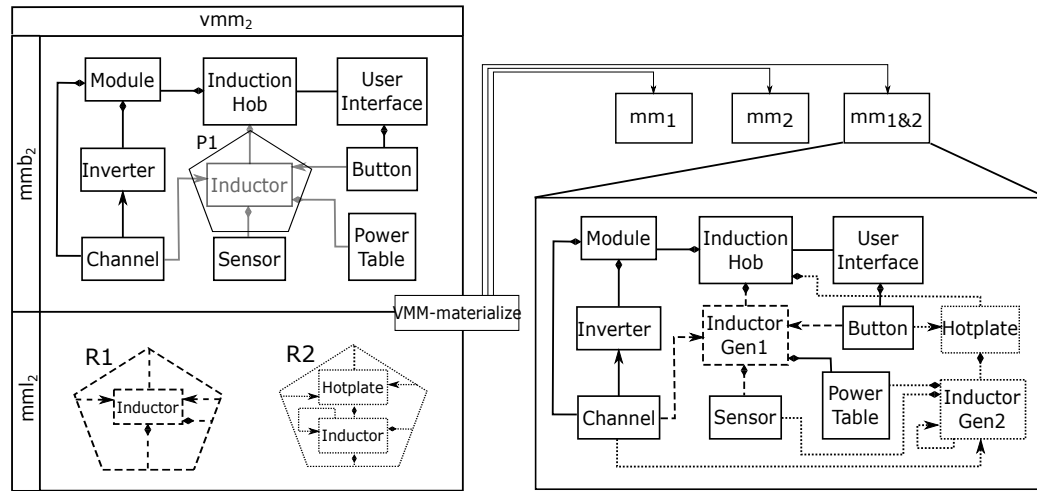 vmm2
mmb2
Module
Induction
Hob
User
Interface
P1
Inverter
Inductor
Button
Channel
Sensor
Power
Table
VMM-materialize
mml2
R1
Inductor
R2
Hotplate
Inductor
mm1
mm2
mm1&2
Module
Induction
Hob
User
Interface
Inverter
Inductor
Gen1
Button
Hotplate
Channel
Sensor
Power
Table
Inductor
Gen2